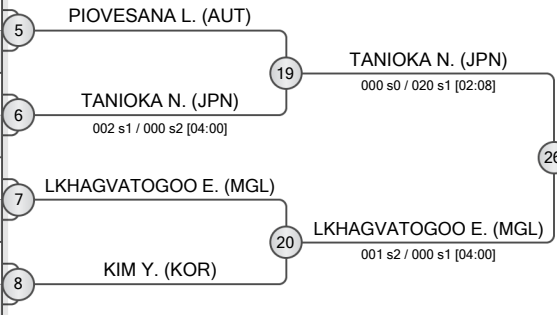 PIOVESANA L. (AUT)
5
19
TANIOKA N. (JPN)
000 s0 / 020 s1 [02:08]
TANIOKA N. (JPN)
6
002 s1 / 000 s2 [04:00]
26
LKHAGVATOGOO E. (MGL)
7
20
LKHAGVATOGOO E. (MGL)
001 s2 / 000 s1 [04:00]
KIM Y. (KOR)
8